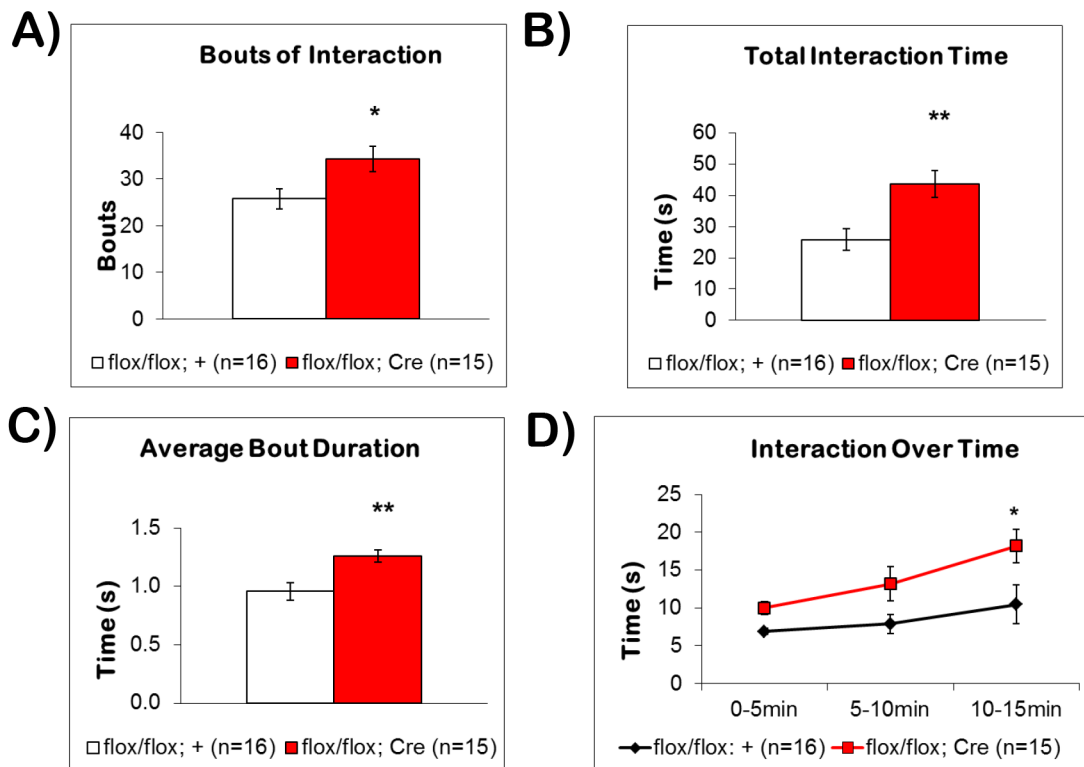 A)
Bouts of Interaction
*
40
30
20
10
0
Bouts
flox/flox; + (n=16) flox/flox; Cre (n=15)
B)
Total Interaction Time
**
60
50
40
30
20
10
0
Time (s)
flox/flox; + (n=16) flox/flox; Cre (n=15)
C)
Average Bout Duration
**
1.5
1.0
0.5
0.0
Time (s)
flox/flox; + (n=16) flox/flox; Cre (n=15)
D)
Interaction Over Time
*
25
20
15
10
5
0
Time (s)
0-5min 5-10min 10-15min
flox/flox: + (n=16) flox/flox; Cre (n=15)